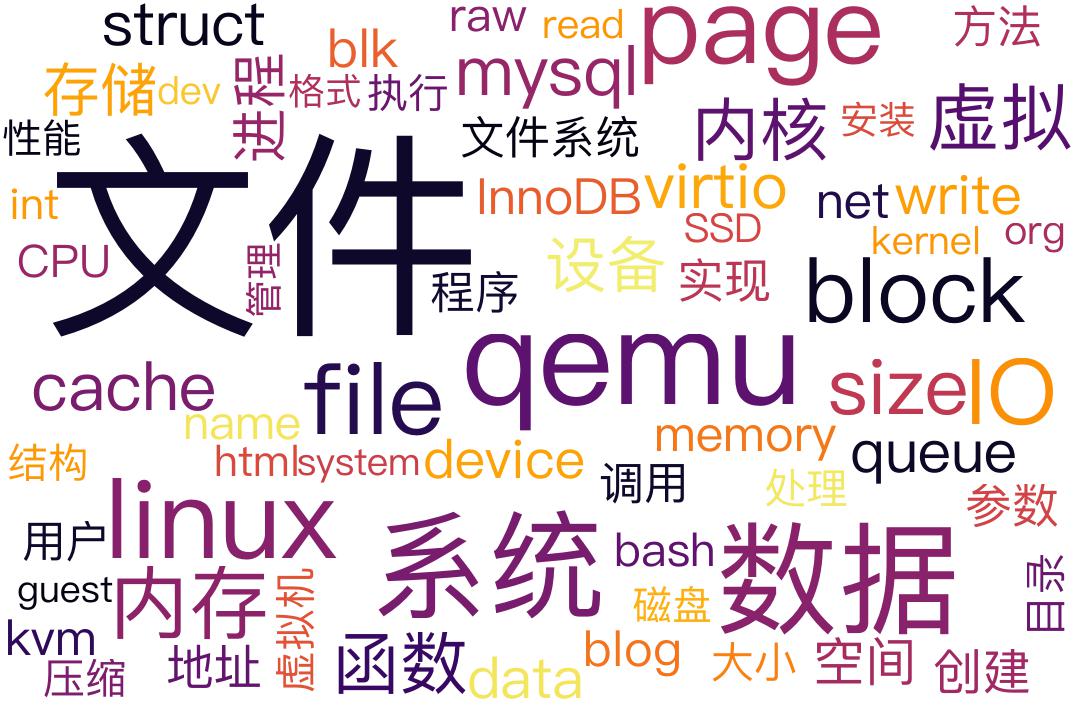 struct
raw
read
page
方法
blk
mysql
存储
dev
进程
格式
执行
性能
文件系统
内核
安装
虚拟
文件
int
InnoDB
virtio
net
write
SSD
kernel
org
CPU
管理
程序
设备
实现
block
qemu
cache
file
size
IO
name
memory
queue
结构
html
system
device
调用
处理
参数
linux
用户
系统
bash
数据
guest
内存
虚拟机
磁盘
目录
kvm
压缩
地址
函数
data
blog
大小
空间
创建